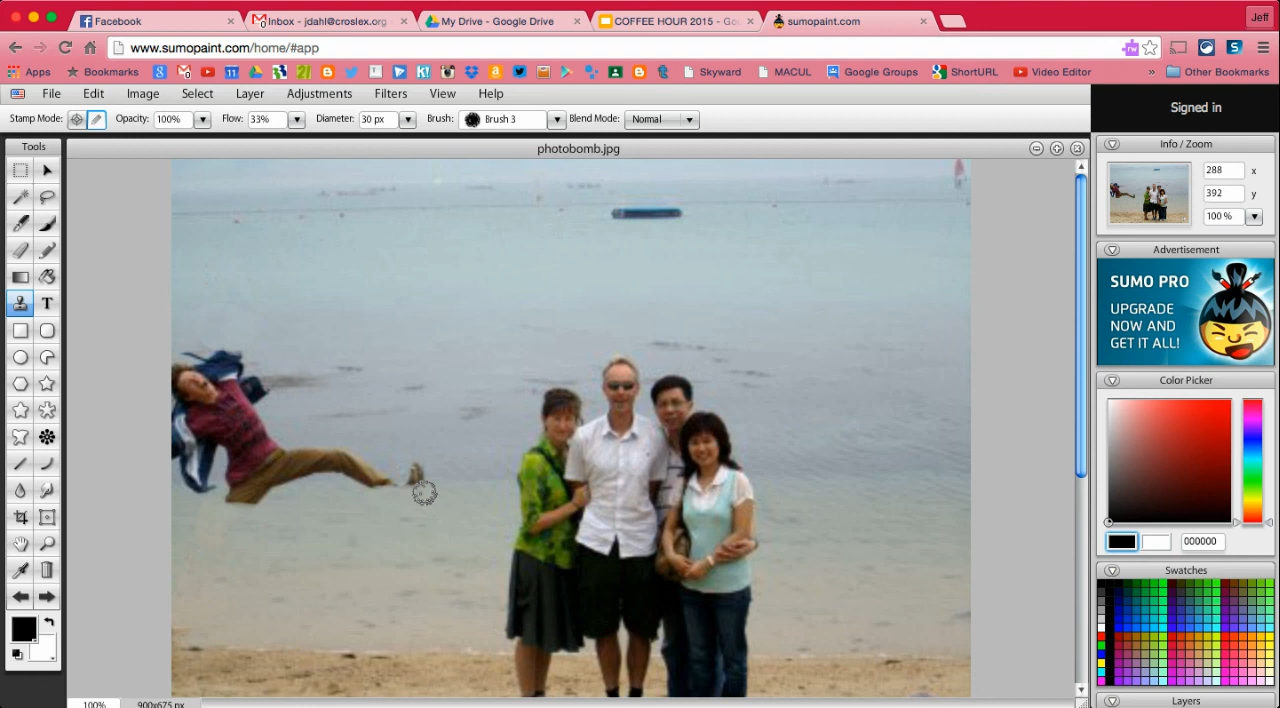 Facebook
Inbox - jdahl@croslex.org
My Drive - Google Drive
COFFEE HOUR 2015 - Go
sumopaint.com
Jeff
www.sumopaint.com/home/#app
Apps
Bookmarks
11
21
K!
Skyward
MACUL
Google Groups
ShortURL
Video Editor
»
Other Bookmarks
File Edit Image Select Layer Adjustments Filters View Help
Signed in
Stamp Mode: Opacity: 100% Flow: 33% Diameter: 30 px Brush: Brush 3 Blend Mode: Normal
Tools
photobomb.jpg
Info / Zoom
288 x
392 y
100 %
Advertisement
SUMO PRO
UPGRADE
NOW AND
GET IT ALL!
Color Picker
T
000000
Swatches
Layers
100% 900x675 px